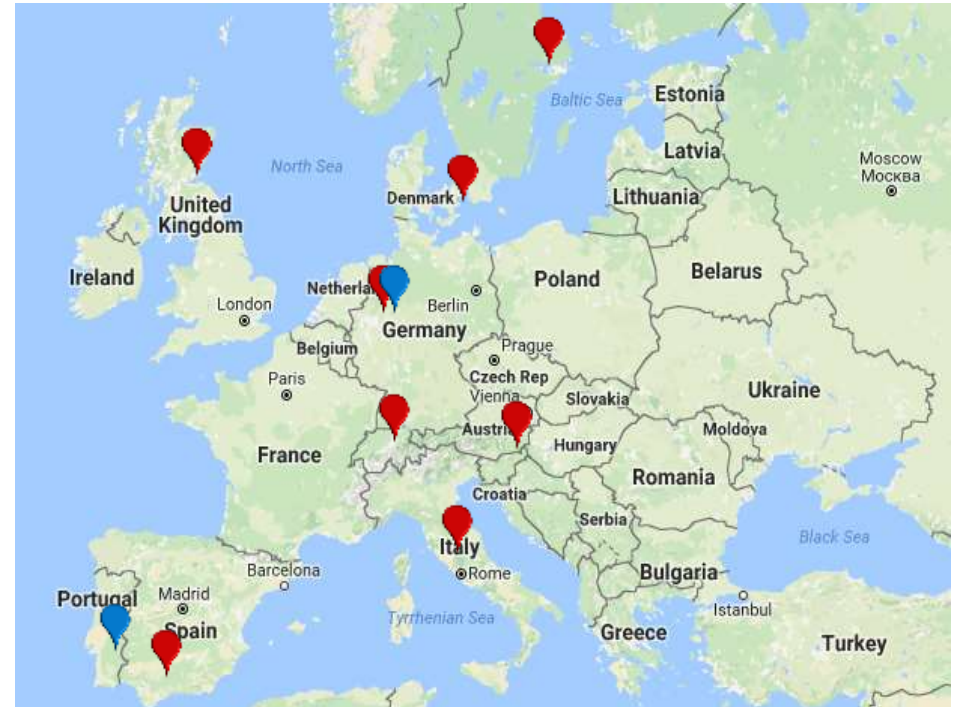 Baltic Sea
Estonia
Latvia
Moscow
Москва
North Sea
Denmark
Lithuania
United
Kingdom
Ireland
Poland
Belarus
Netherla
London
Berlin
Germany
Belgium
Prague
Paris
Czech Rep
Vienna
Slovakia
Ukraine
Austri
Moldova
Hungary
France
Romania
Croatia
Serbia
Black Sea
Italy
Barcelona
Rome
Bulgaria
Madrid
Portugal
Istanbul
Tyrrhenian Sea
Spain
Greece
Turkey